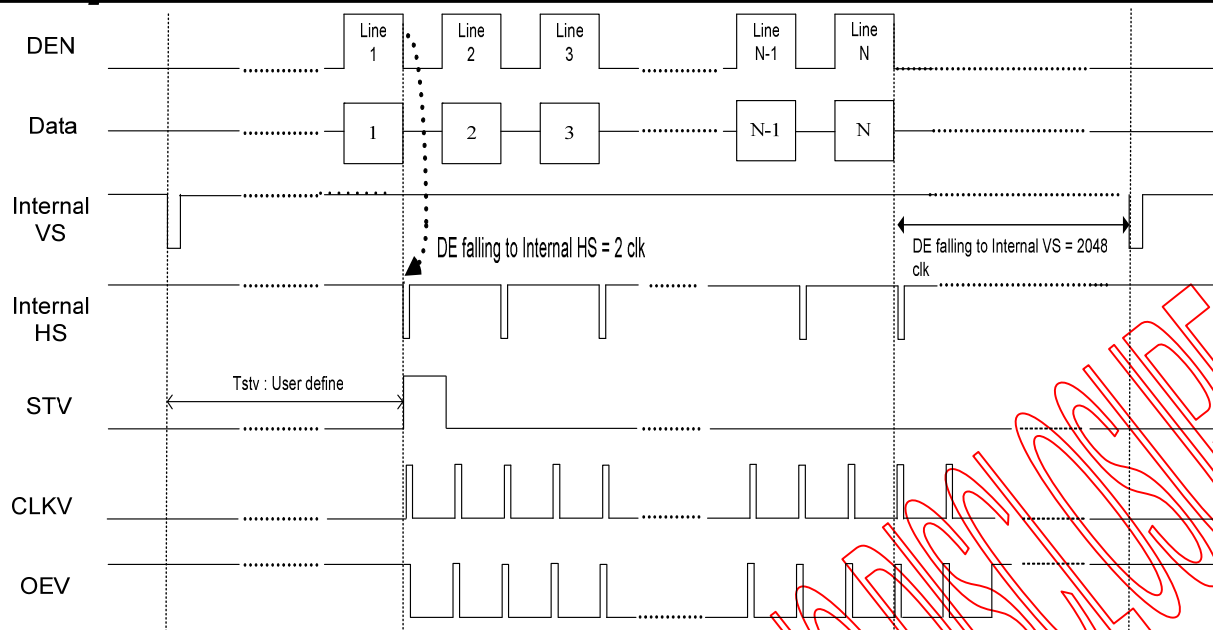 DEN
Line
1
Line
2
Line
3
Line
N-1
Line
N
Data
1
2
3
N-1
N
Internal
VS
DE falling to Internal HS = 2 clk
DE falling to Internal VS = 2048
clk
Internal
HS
Tstv : User define
STV
CLKV
OEV